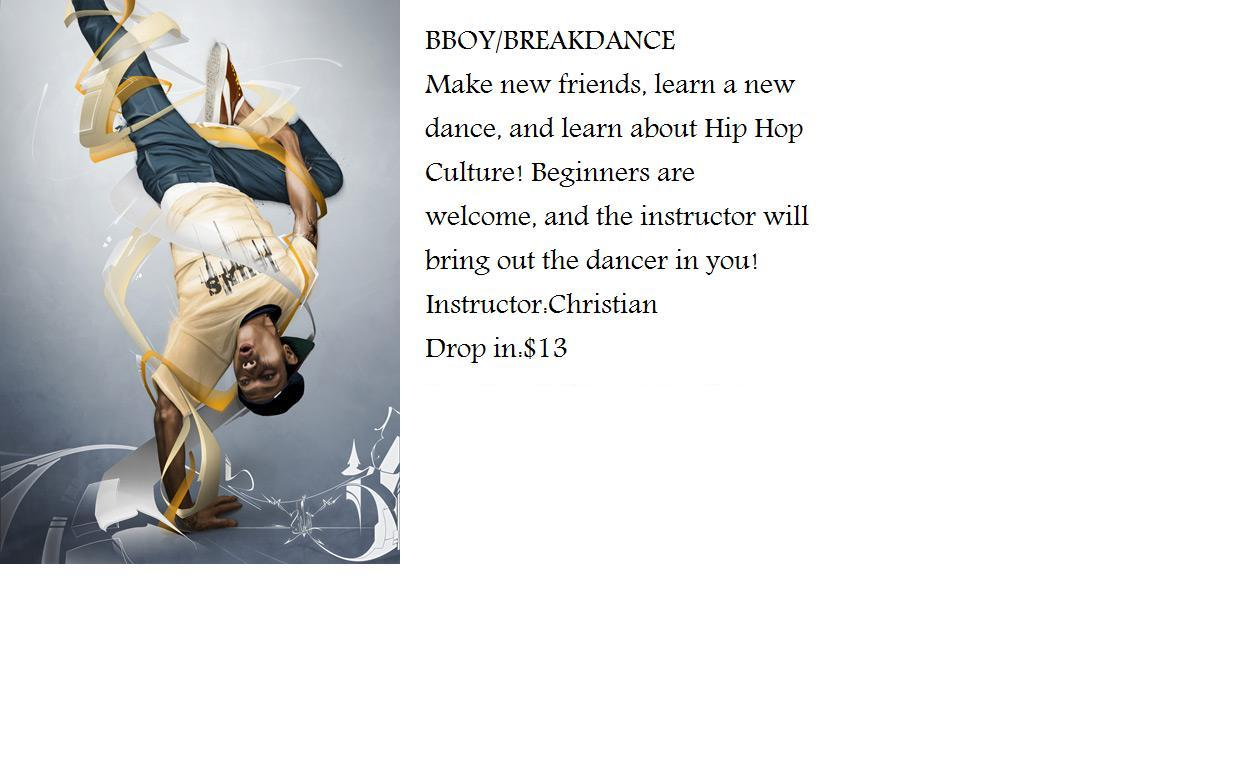 BBOY/BREAKDANCE
Make new friends, learn a new
dance, and learn about Hip Hop
Culture! Beginners are
welcome, and the instructor will
bring out the dancer in you!
Instructor:Christian
Drop in:$13